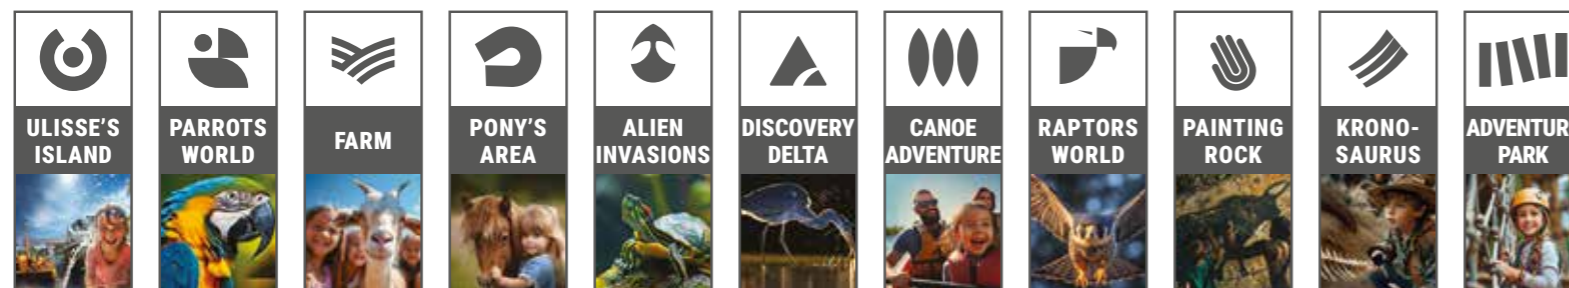 ULISSE'S
ISLAND
PARROTS
WORLD
FARM
PONY'S
AREA
ALIEN
INVASIONS
DISCOVERY
DELTA
CANOE
ADVENTURE
RAPTORS
WORLD
PAINTING
ROCK
KRONO-
SAURUS
ADVENTUR
PARK